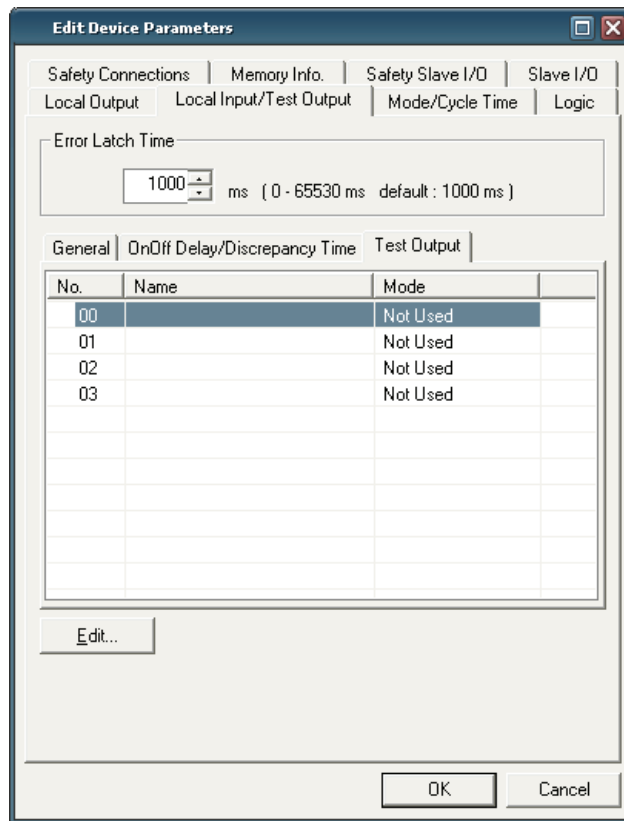 Edit Device Parameters
Safety Connections Memory Info. Safety Slave I/O Slave I/O
Local Output Local Input/Test Output Mode/Cycle Time Logic
Error Latch Time
1000 ms ( 0 - 65530 ms default : 1000 ms )
General OnOff Delay/Discrepancy Time Test Output
No. Name Mode
00 Not Used
01 Not Used
02 Not Used
03 Not Used
Edit...
OK Cancel